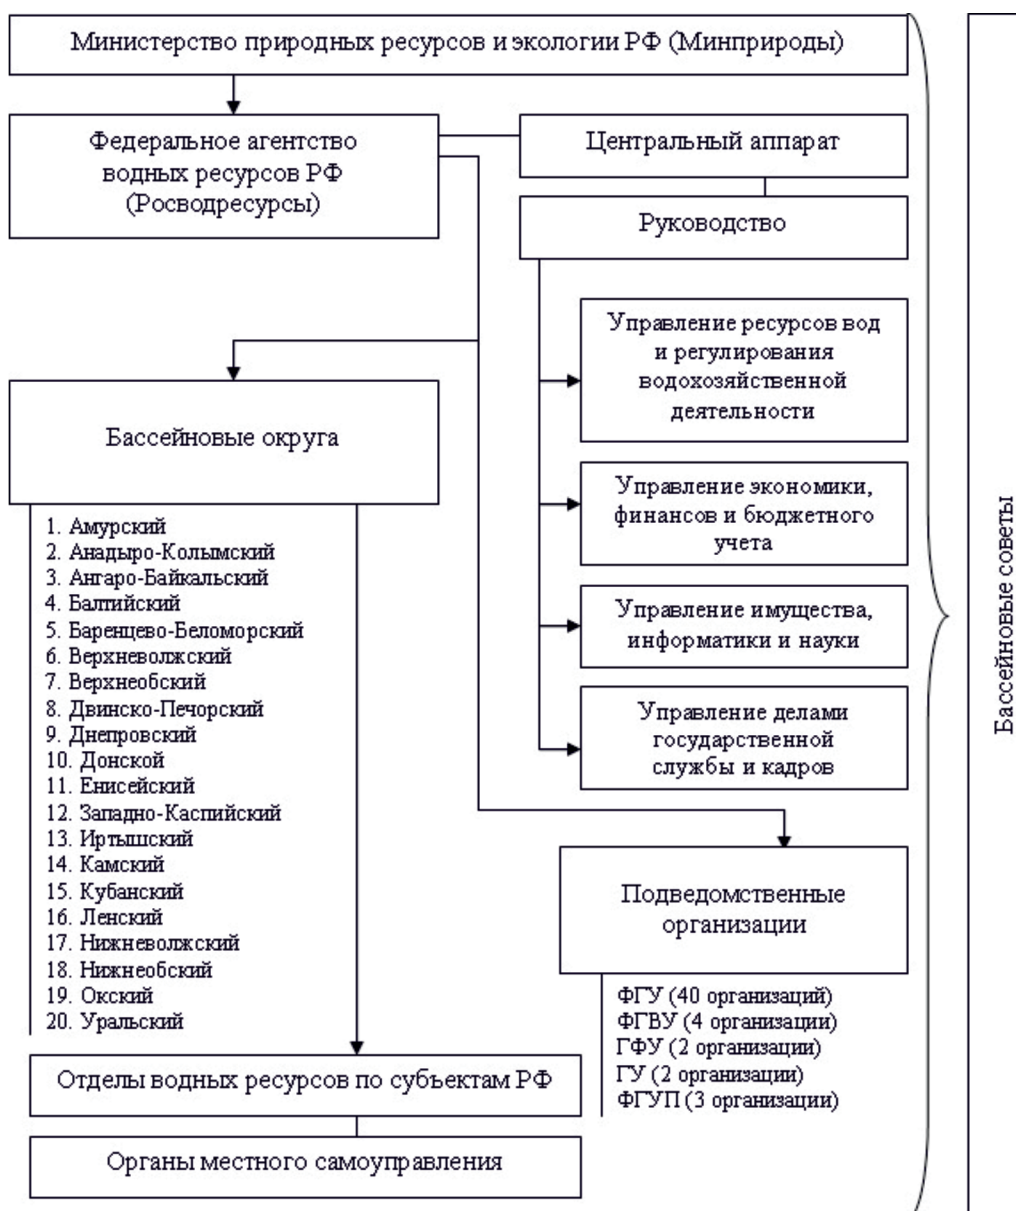 Министерство природных ресурсов и экологии РФ (Минприроды)
Федеральное агентство
водных ресурсов РФ
(Росводресурсы)
Центральный аппарат
Руководство
Управление ресурсов вод
и регулирования
водохозяйственной
деятельности
Управление экономики,
финансов и бюджетного
учета
Управление имущества,
информатики и науки
Управление делами
государственной
службы и кадров
Бассейновые округа
1. Амурский
2. Анадыро-Колымский
3. Ангаро-Байкальский
4. Балтийский
5. Баренцево-Беломорский
6. Верхневолжский
7. Верхнеобский
8. Двинско-Печорский
9. Днепровский
10. Донской
11. Енисейский
12. Западно-Каспийский
13. Иртышский
14. Камский
15. Кубанский
16. Ленский
17. Нижневолжский
18. Нижнеобский
19. Окский
20. Уральский
Подведомственные
организации
ФГУ (40 организаций)
ФГВУ (4 организации)
ГФУ (2 организации)
ГУ (2 организации)
ФГУП (3 организации)
Отделы водных ресурсов по субъектам РФ
Органы местного самоуправления
Бассейновые советы